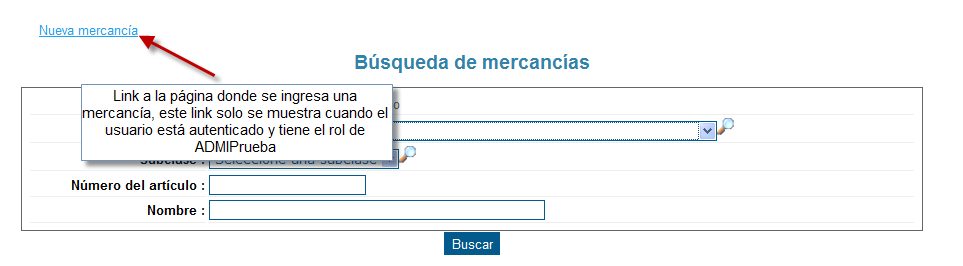 Nueva mercancía
Búsqueda de mercancías
Link a la página donde se ingresa una
mercancía, este link solo se muestra cuando el
usuario está autenticado y tiene el rol de
ADMIPrueba
Subclase : Seleccione una subclase
Número del artículo :
Nombre :
Buscar